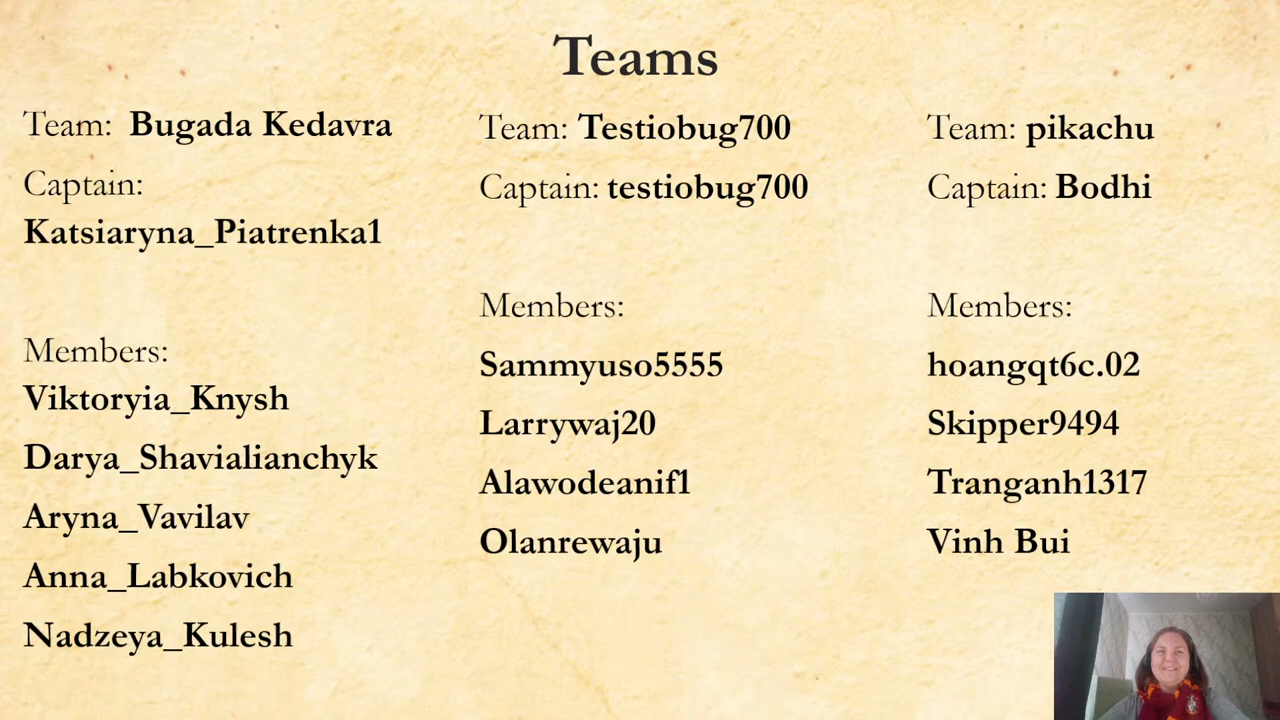 Teams
Team:  Bugada Kedavra
Captain:
Katsiaryna_Piatrenka1
Members:
Viktoryia_Knysh
Darya_Shavialianchyk
Aryna_Vavilav
Anna_Labkovich
Nadzeya_Kulesh
Team: Testiobug700
Captain: testiobug700
Members:
Sammyuso5555
Larrywaj20
Alawodeanif1
Olanrewaju
Team: pikachu
Captain: Bodhi
Members:
hoangqt6c.02
Skipper9494
Tranganh1317
Vinh Bui